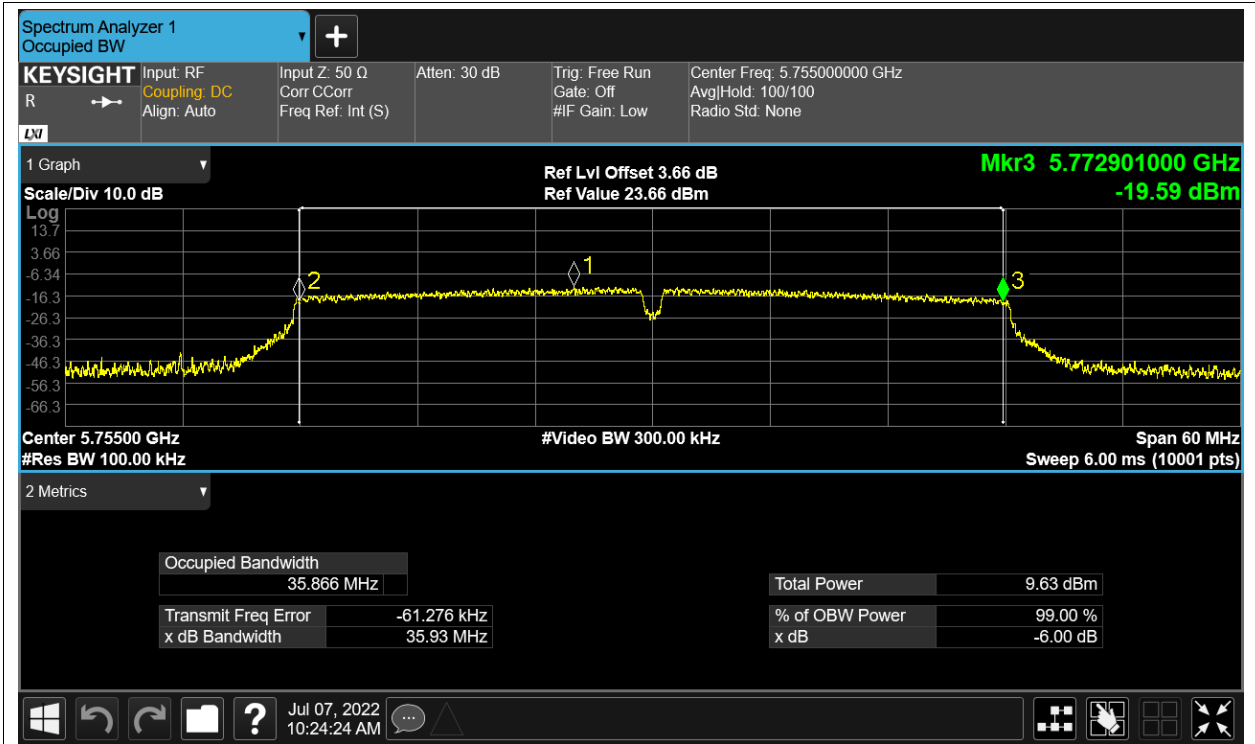 Spectrum Analyzer 1
Occupied BW
KEYSIGHT
R
LXI
Input: RF
Coupling: DC
Align: Auto
Input Z: 50 Ω
Corr CCorr
Freq Ref: Int (S)
Atten: 30 dB
Trig: Free Run
Gate: Off
#IF Gain: Low
Center Freq: 5.755000000 GHz
Avg|Hold: 100/100
Radio Std: None
1 Graph
Scale/Div 10.0 dB
Ref Lvl Offset 3.66 dB
Ref Value 23.66 dBm
Mkr3 5.772901000 GHz
-19.59 dBm
Log
13.7
3.66
-6.34
-16.3
-26.3
-36.3
-46.3
-56.3
-66.3
2
1
3
Center 5.75500 GHz
#Res BW 100.00 kHz
#Video BW 300.00 kHz
Span 60 MHz
Sweep 6.00 ms (10001 pts)
2 Metrics
Occupied Bandwidth
35.866 MHz
Transmit Freq Error -61.276 kHz
x dB Bandwidth 35.93 MHz
Total Power 9.63 dBm
% of OBW Power 99.00 %
x dB -6.00 dB
?
Jul 07, 2022
10:24:24 AM